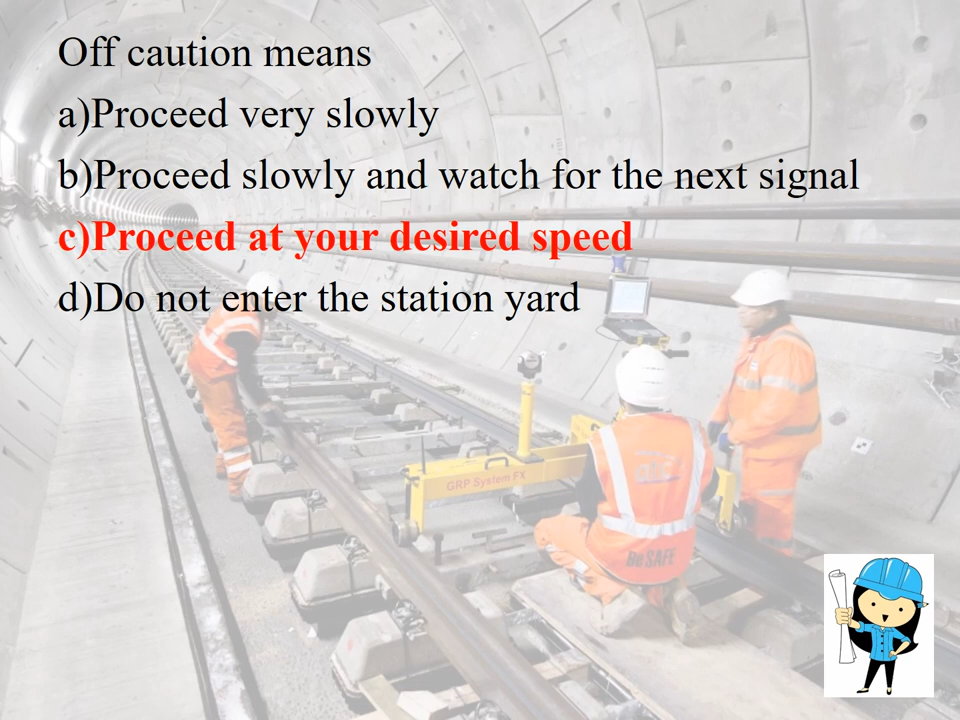 Off caution means
a)Proceed very slowly
b)Proceed slowly and watch for the next signal
c)Proceed at your desired speed
d)Do not enter the station yard
GRP System FX
Be SAFE